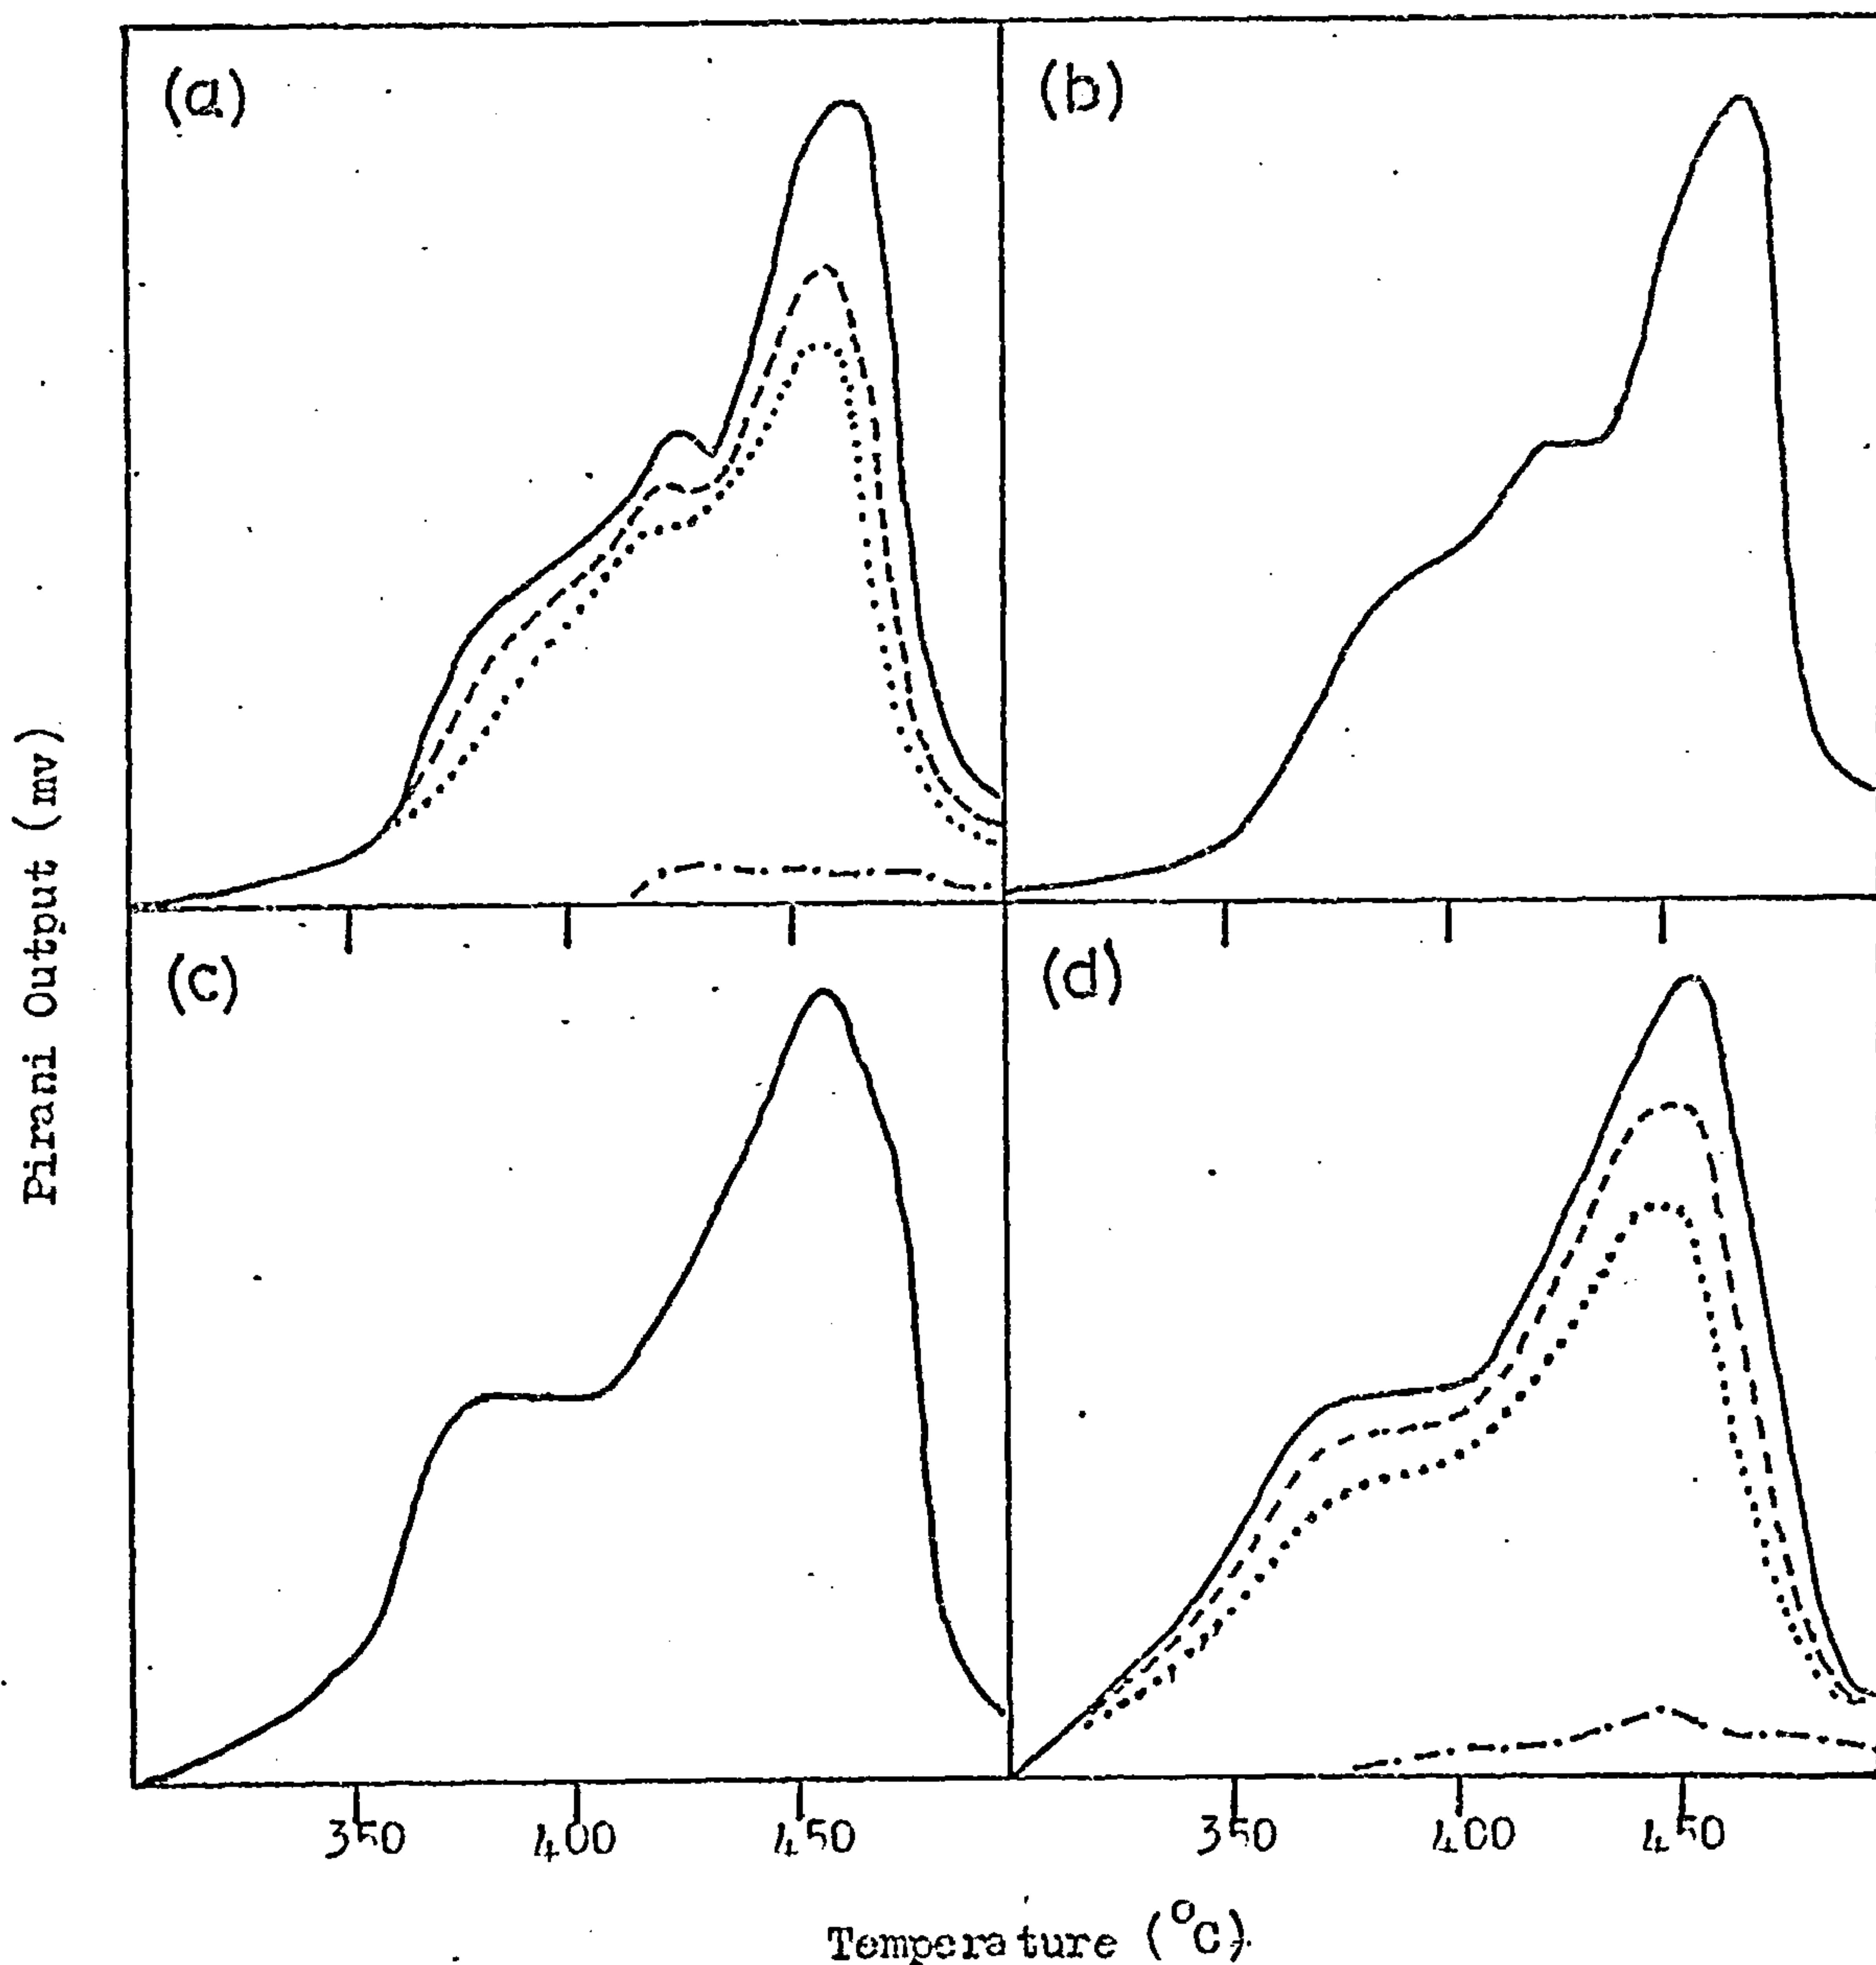 (a)
(b)
Pirani Output (mv)
(c)
(d)
350
400
450
350
400
450
Temperature (°C)